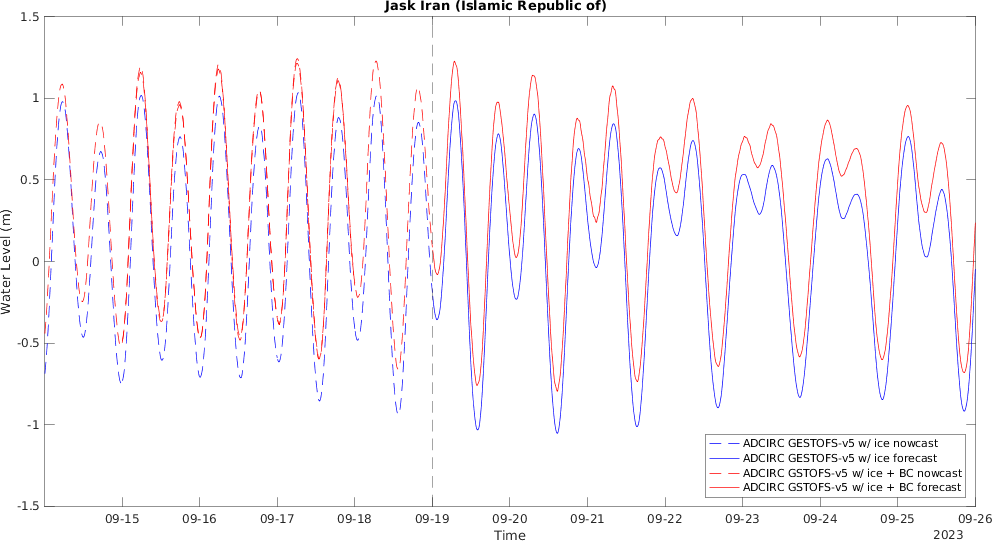 Jask Iran (Islamic Republic of)
1.5
1
0.5
0
-0.5
-1
-1.5
Water Level (m)
09-15 09-16 09-17 09-18 09-19 09-20 09-21 09-22 09-23 09-24 09-25 09-26
Time
2023
ADCIRC GESTOFS-v5 w/ ice nowcast
ADCIRC GESTOFS-v5 w/ ice forecast
ADCIRC GSTOFS-v5 w/ ice + BC nowcast
ADCIRC GSTOFS-v5 w/ ice + BC forecast